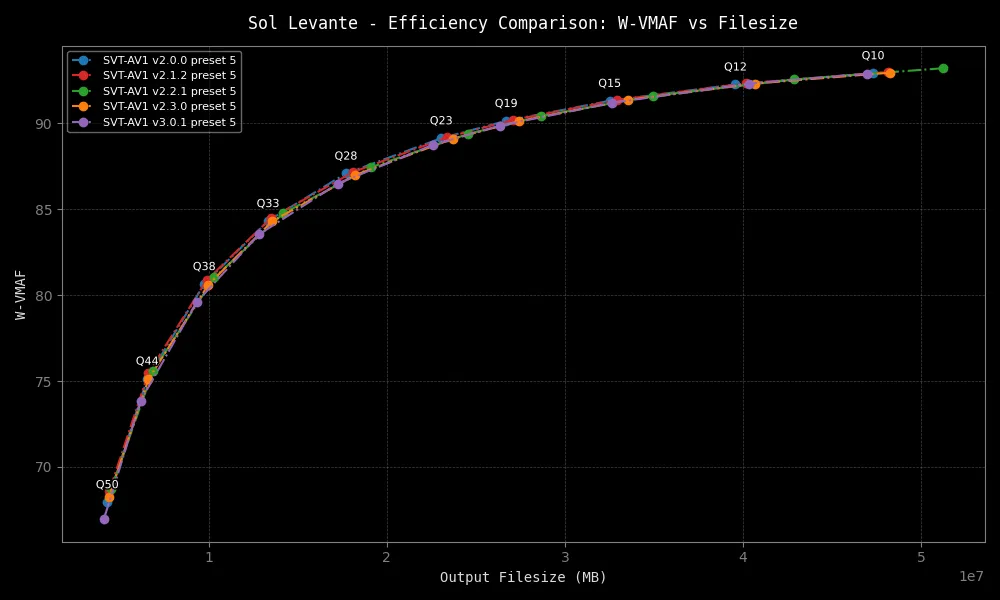 Sol Levante - Efficiency Comparison: W-VMAF vs Filesize
SVT-AV1 v2.0.0 preset 5
SVT-AV1 v2.1.2 preset 5
SVT-AV1 v2.2.1 preset 5
SVT-AV1 v2.3.0 preset 5
SVT-AV1 v3.0.1 preset 5
Q10
Q12
Q15
Q19
Q23
Q28
Q33
Q38
Q44
Q50
90
85
80
75
70
W-VMAF
1 2 3 4 5
1e7
Output Filesize (MB)